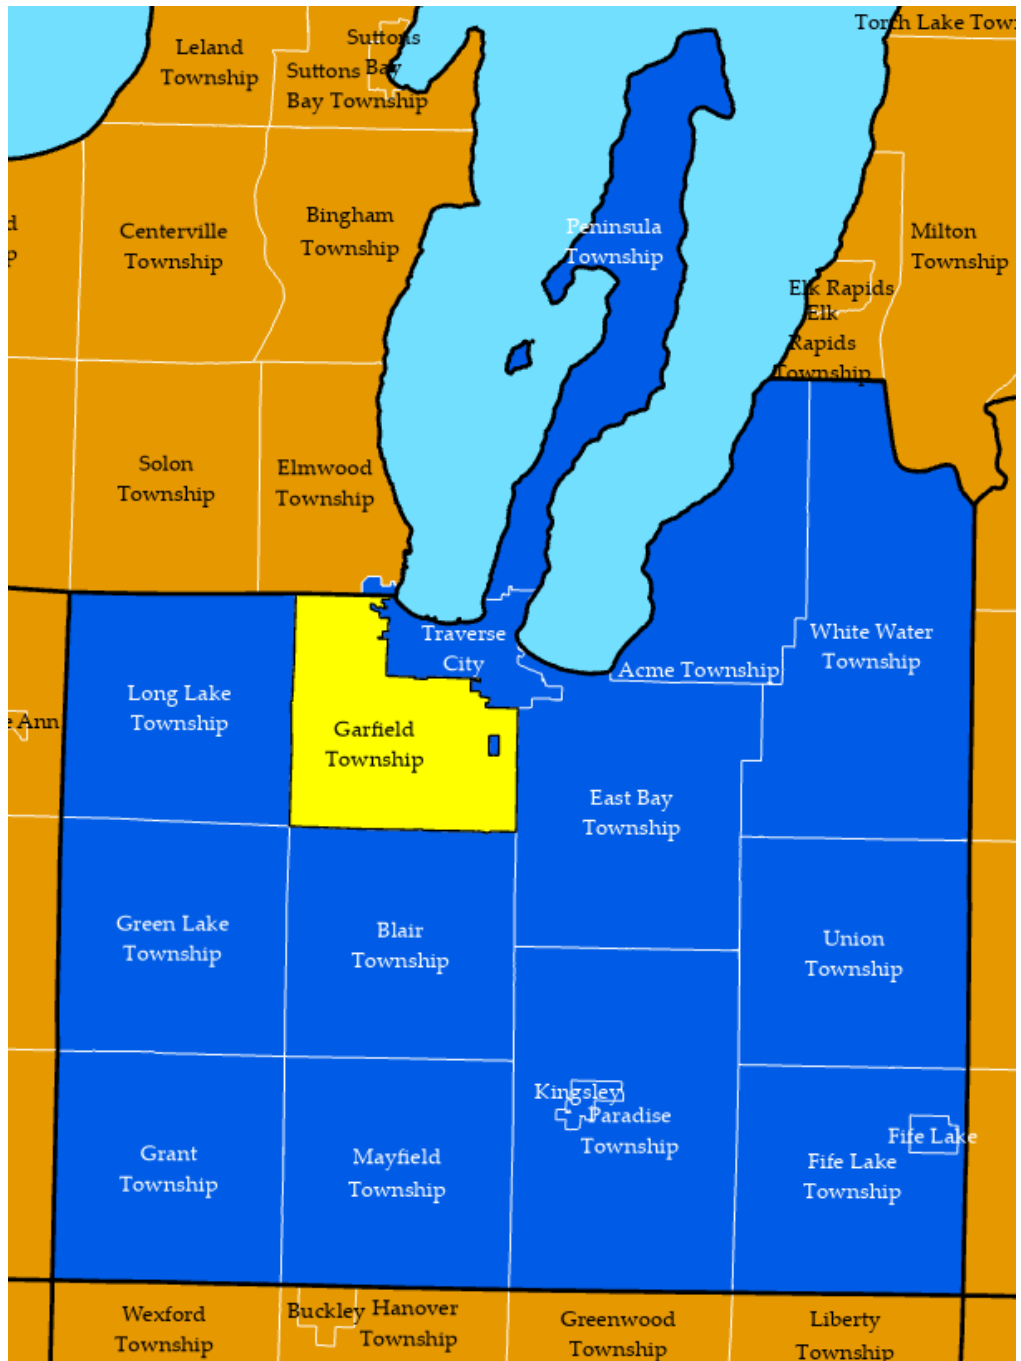 Torch Lake Tow
Leland
Township
Suttons
Bay
Suttons
Bay Township
Centerville
Township
Bingham
Township
Peninsula
Township
Milton
Township
Elk Rapids
Elk
Rapids
Township
Solon
Township
Elmwood
Township
Traverse
City
White Water
Township
Acme Township
Long Lake
Township
Ann
Garfield
Township
East Bay
Township
Green Lake
Township
Blair
Township
Union
Township
Kingsley
Paradise
Township
Fife Lake
Fife Lake
Township
Grant
Township
Mayfield
Township
Wexford
Township
Buckley
Hanover
Township
Greenwood
Township
Liberty
Township